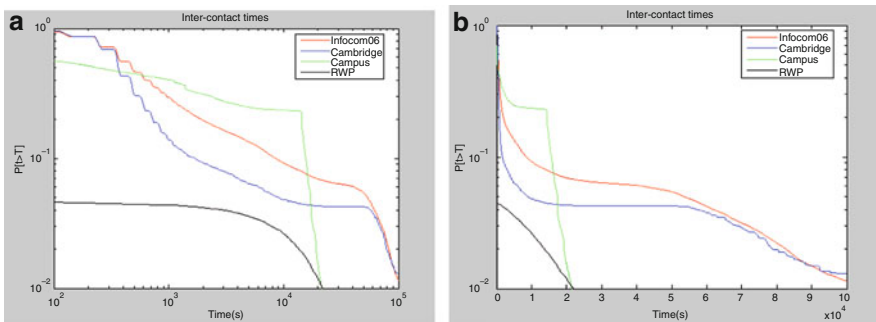 a
Inter-contact times
Infocom06
Cambridge
Campus
RWP
P[t>T]
10^0
10^-1
10^-2
10^2
10^3
10^4
10^5
Time(s)
b
Inter-contact times
Infocom06
Cambridge
Campus
RWP
P[t>T]
10^0
10^-1
10^-2
0 1 2 3 4 5 6 7 8 9 10
x10^4
Time(s)